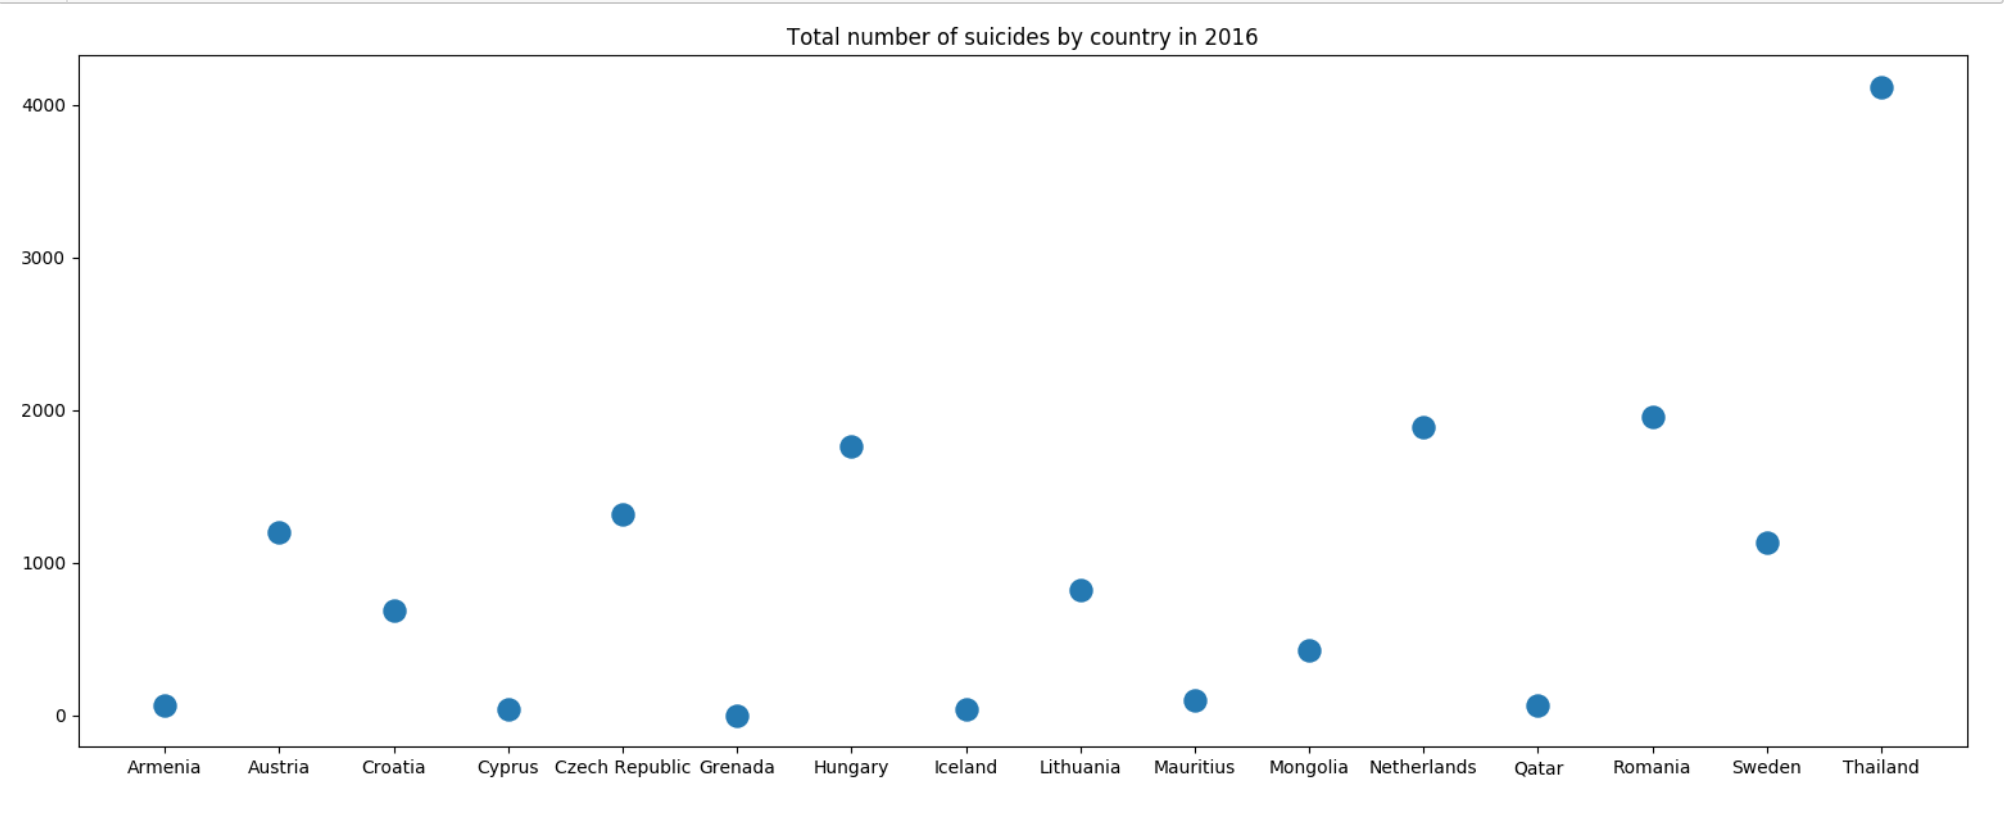 Total number of suicides by country in 2016
4000
3000
2000
1000
0
Armenia Austria Croatia Cyprus Czech Republic Grenada Hungary Iceland Lithuania Mauritius Mongolia Netherlands Qatar Romania Sweden Thailand